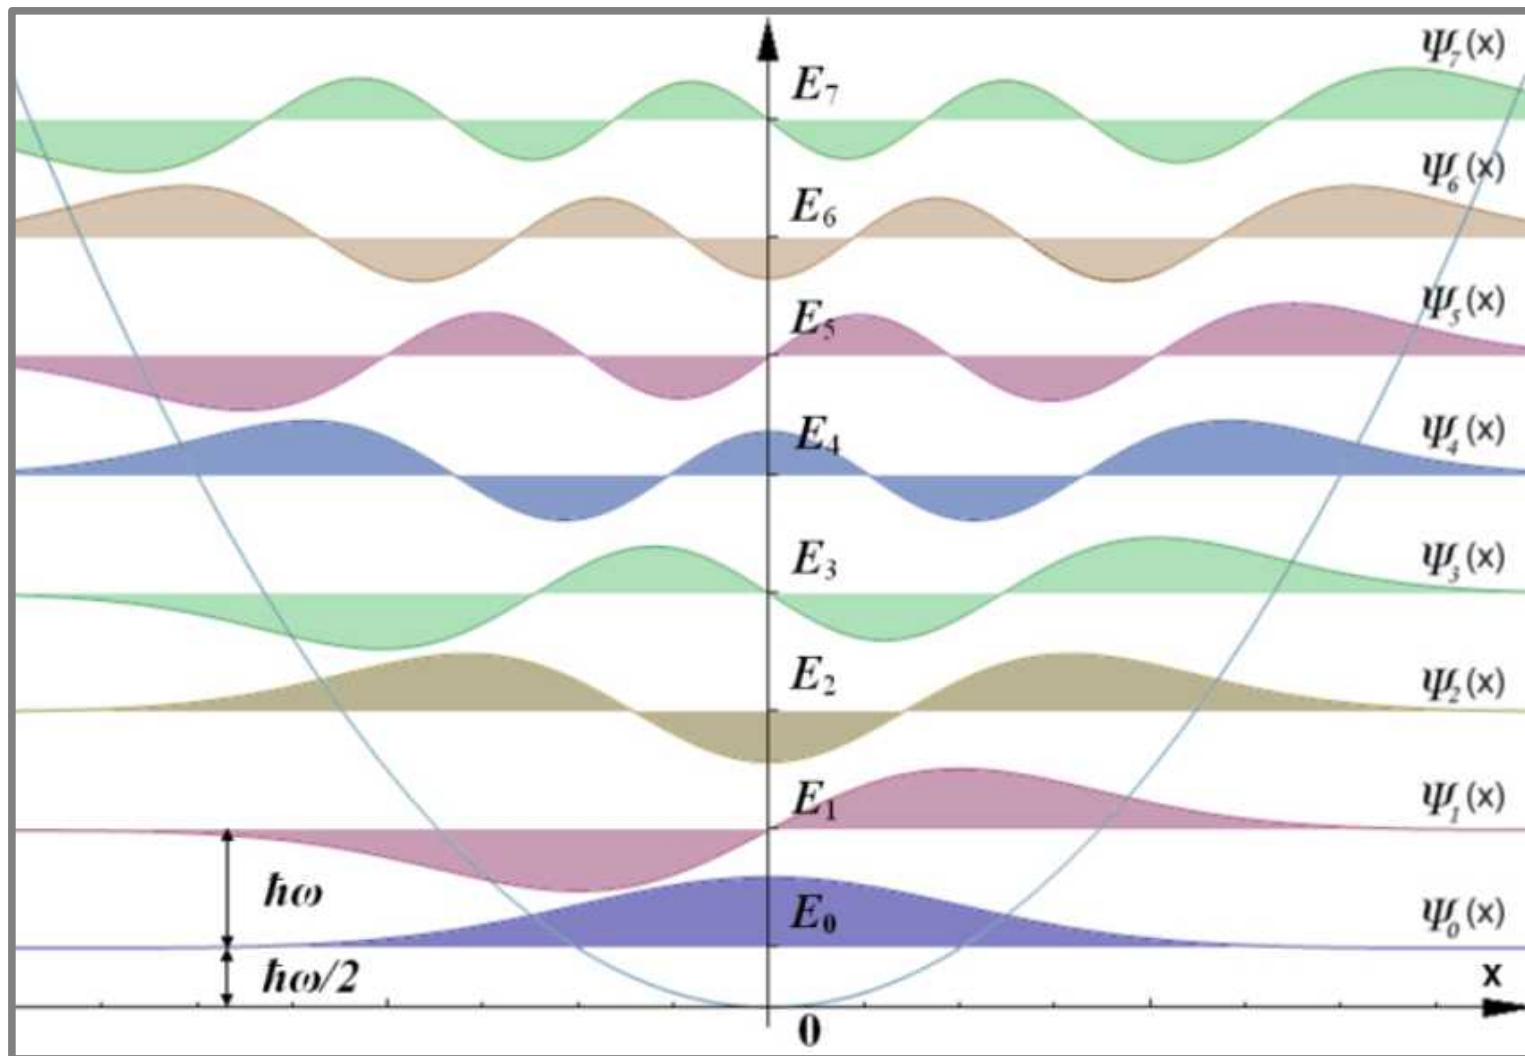 E₇ Ψ₇(x)
E₆ Ψ₆(x)
E₅ Ψ₅(x)
E₄ Ψ₄(x)
E₃ Ψ₃(x)
E₂ Ψ₂(x)
E₁ Ψ₁(x)
ħω
E₀ Ψ₀(x)
ħω/2
x
0